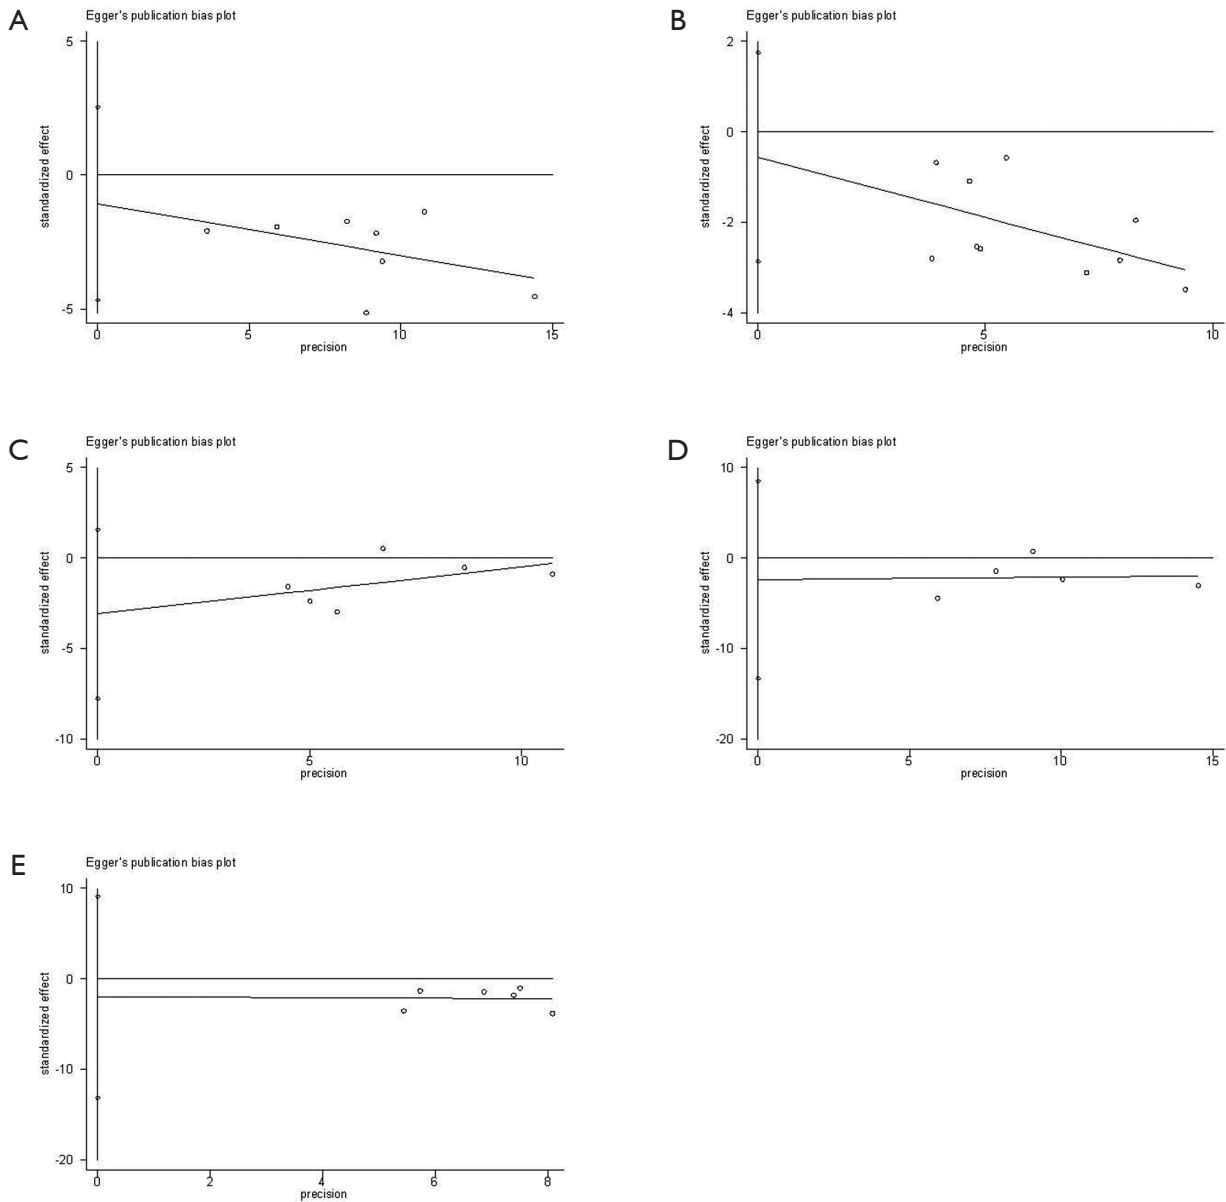 A
Egger's publication bias plot
5
0
-5
standardized effect
0 5 10 15
precision
B
Egger's publication bias plot
2
0
-2
-4
standardized effect
0 5 10
precision
C
Egger's publication bias plot
5
0
-5
-10
standardized effect
0 5 10
precision
D
Egger's publication bias plot
10
0
-10
-20
standardized effect
0 5 10 15
precision
E
Egger's publication bias plot
10
0
-10
-20
standardized effect
0 2 4 6 8
precision